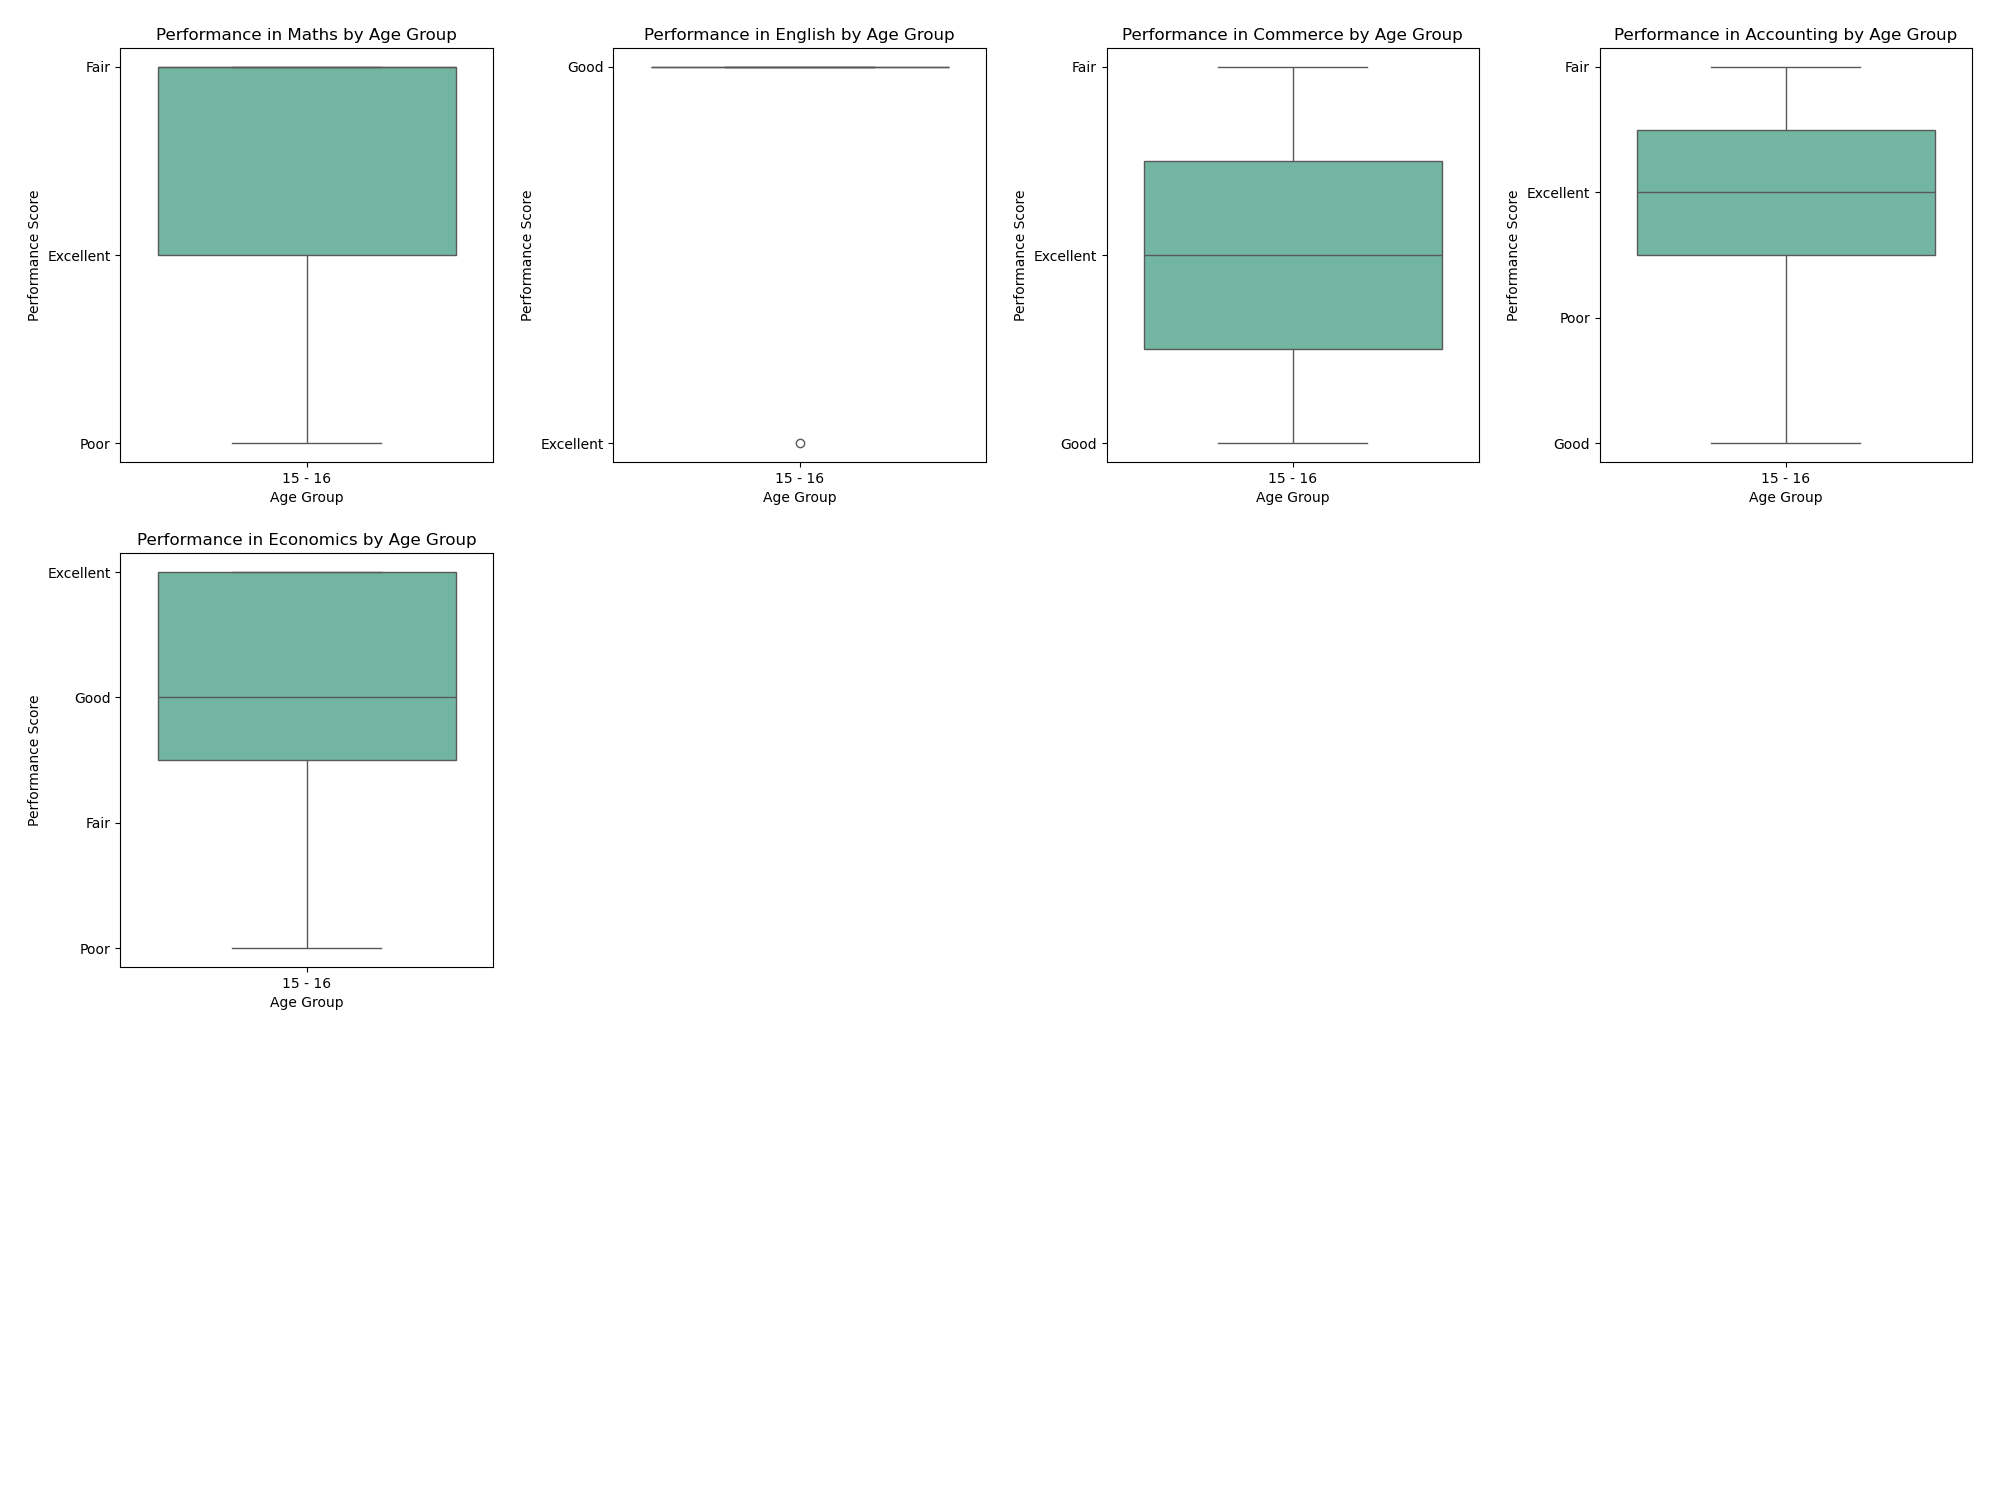 Performance in Maths by Age Group
Performance Score
Fair
Excellent
Poor
15 - 16
Age Group
Performance in English by Age Group
Performance Score
Good
Excellent
15 - 16
Age Group
Performance in Commerce by Age Group
Performance Score
Fair
Excellent
Good
15 - 16
Age Group
Performance in Accounting by Age Group
Performance Score
Fair
Excellent
Poor
Good
15 - 16
Age Group
Performance in Economics by Age Group
Performance Score
Excellent
Good
Fair
Poor
15 - 16
Age Group